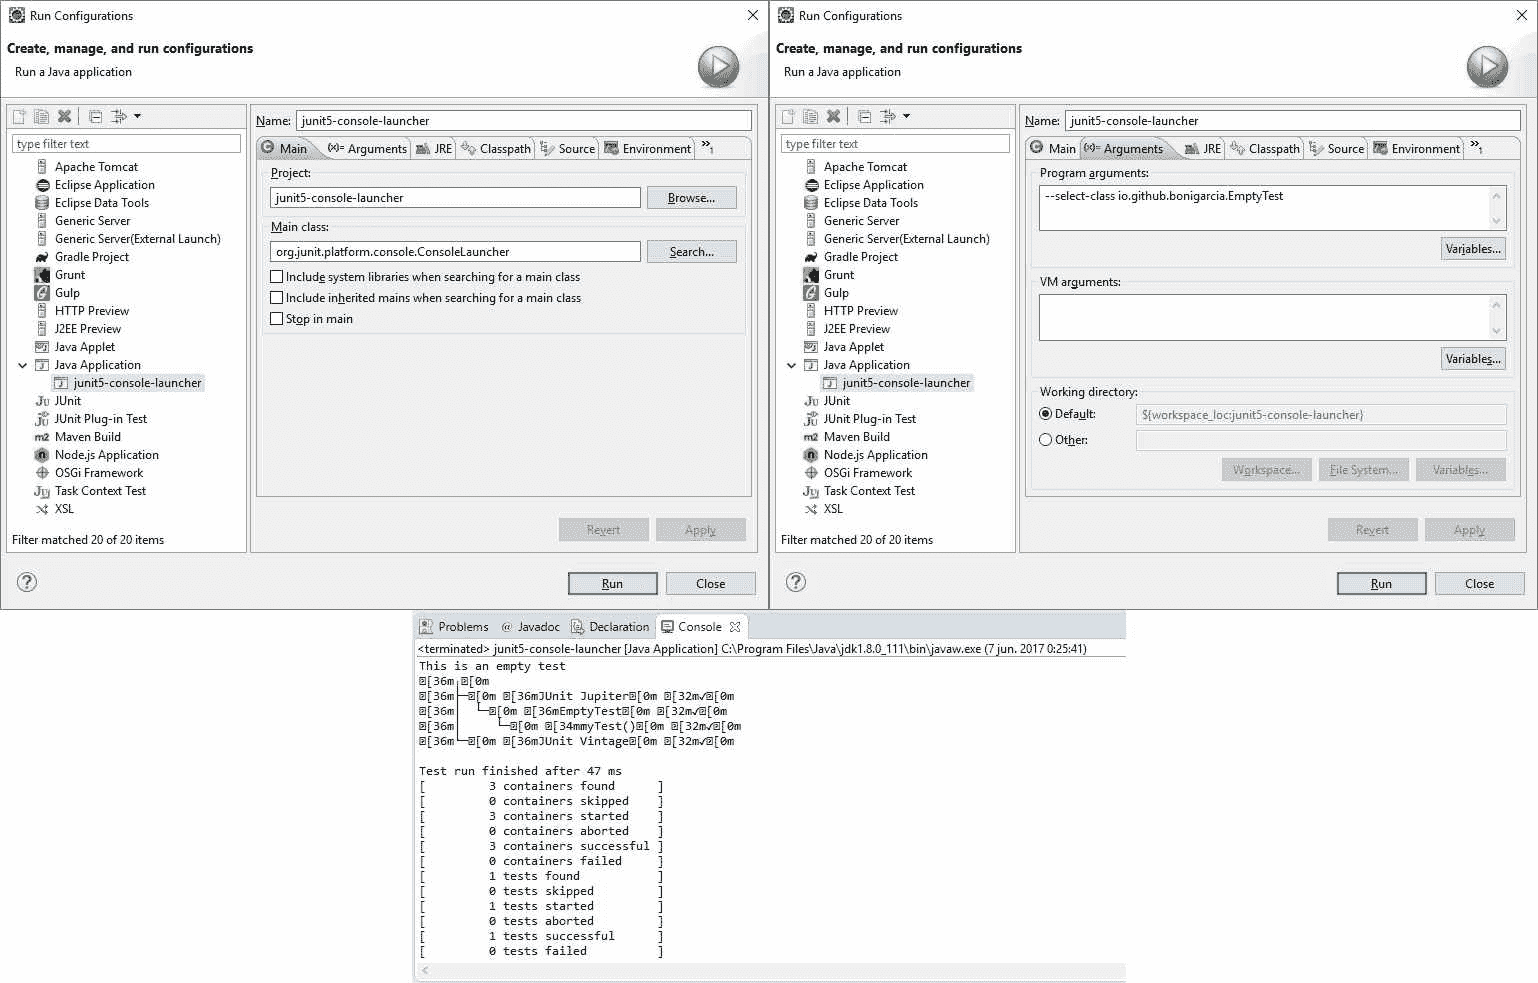 Run Configurations
Create, manage, and run configurations
Run a Java application
type filter text
Apache Tomcat
Eclipse Application
Eclipse Data Tools
Generic Server
Generic Server(External Launch)
Gradle Project
Grunt
Gulp
HTTP Preview
J2EE Preview
Java Applet
Java Application
junit5-console-launcher
JUnit
JUnit Plug-in Test
Maven Build
Node.js Application
OSGi Framework
Task Context Test
XSL
Filter matched 20 of 20 items
Name: junit5-console-launcher
Main (x)= Arguments JRE Classpath Source Environment »1
Project:
junit5-console-launcher Browse...
Main class:
org.junit.platform.console.ConsoleLauncher Search...
Include system libraries when searching for a main class
Include inherited mains when searching for a main class
Stop in main
Revert Apply
Run Close
Run Configurations
Create, manage, and run configurations
Run a Java application
type filter text
Apache Tomcat
Eclipse Application
Eclipse Data Tools
Generic Server
Generic Server(External Launch)
Gradle Project
Grunt
Gulp
HTTP Preview
J2EE Preview
Java Applet
Java Application
junit5-console-launcher
JUnit
JUnit Plug-in Test
Maven Build
Node.js Application
OSGi Framework
Task Context Test
XSL
Filter matched 20 of 20 items
Name: junit5-console-launcher
Main (x)= Arguments JRE Classpath Source Environment »1
Program arguments:
--select-class io.github.bonigarcia.EmptyTest
Variables...
VM arguments:
Variables...
Working directory:
Default: ${workspace_loc:junit5-console-launcher}
Other:
Workspace... File System... Variables...
Revert Apply
Run Close
Problems @ Javadoc Declaration Console
<terminated> junit5-console-launcher [Java Application] C:\Program Files\Java\jdk1.8.0_111\bin\javaw.exe (7 jun. 2017 0:25:41)
This is an empty test
[36m╷[0m
[36m├─[0m [36mJUnit Jupiter[0m [32m✓[0m
[36m│ └─[0m [36mEmptyTest[0m [32m✓[0m
[36m│ └─[0m [34mmyTest()[0m [32m✓[0m
[36m└─[0m [36mJUnit Vintage[0m [32m✓[0m
Test run finished after 47 ms
[ 3 containers found ]
[ 0 containers skipped ]
[ 3 containers started ]
[ 0 containers aborted ]
[ 3 containers successful ]
[ 0 containers failed ]
[ 1 tests found ]
[ 0 tests skipped ]
[ 1 tests started ]
[ 0 tests aborted ]
[ 1 tests successful ]
[ 0 tests failed ]